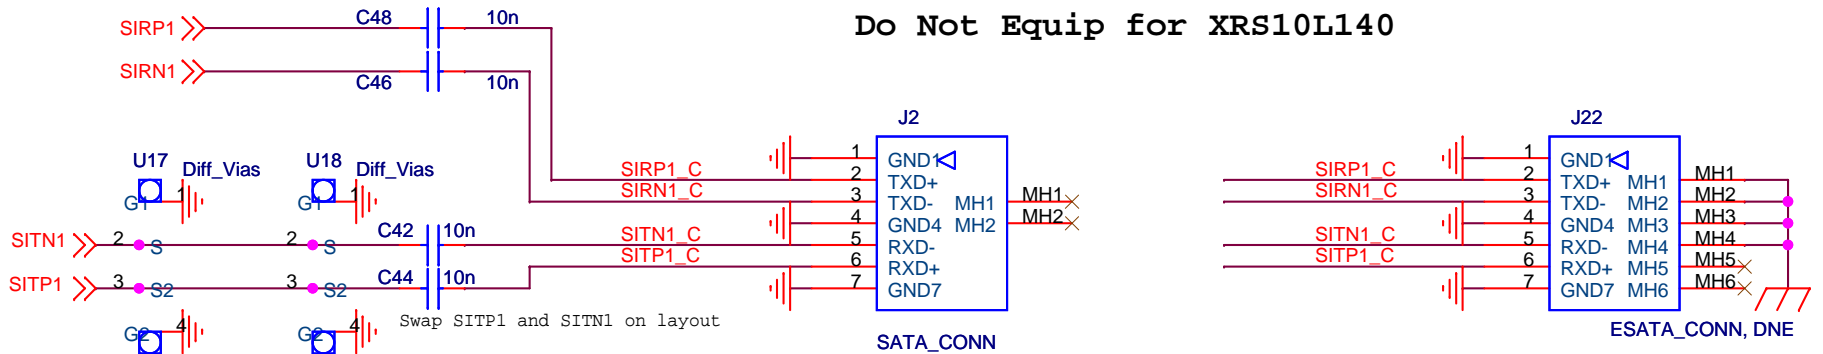 Do Not Equip for XRS10L140
SIRP1 C48 10n
SIRN1 C46 10n
U17 Diff_Vias
G1 1
U18 Diff_Vias
G1 1
SITN1 2 S 2 S C42 10n
SITP1 3 S2 3 S2 C44 10n
G2 4
G2 4
Swap SITP1 and SITN1 on layout
J2
1 GND1
SIRP1_C 2 TXD+
SIRN1_C 3 TXD- MH1 MH1
4 GND4 MH2 MH2
SITN1_C 5 RXD-
SITP1_C 6 RXD+
7 GND7
SATA_CONN
J22
1 GND1
SIRP1_C 2 TXD+ MH1 MH1
SIRN1_C 3 TXD- MH2 MH2
4 GND4 MH3 MH3
SITN1_C 5 RXD- MH4 MH4
SITP1_C 6 RXD+ MH5 MH5
7 GND7 MH6 MH6
ESATA_CONN, DNE